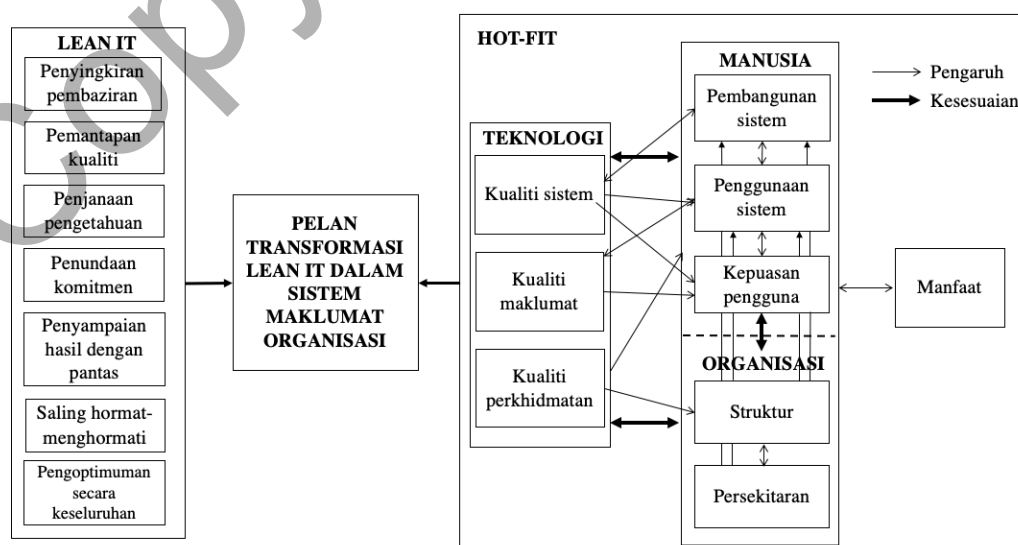 LEAN IT
Penyingkiran
pembaziran
Pemantapan
kualiti
Penjanaan
pengetahuan
Penundaan
komitmen
Penyampaian
hasil dengan
pantas
Saling hormat-
menghormati
Pengoptimuman
secara
keseluruhan
PELAN
TRANSFORMASI
LEAN IT DALAM
SISTEM
MAKLUMAT
ORGANISASI
HOT-FIT
TEKNOLOGI
Kualiti sistem
Kualiti
maklumat
Kualiti
perkhidmatan
MANUSIA
Pembangunan
sistem
Penggunaan
sistem
Kepuasan
pengguna
ORGANISASI
Struktur
Persekitaran
Pengaruh
Kesesuaian
Manfaat
Copy